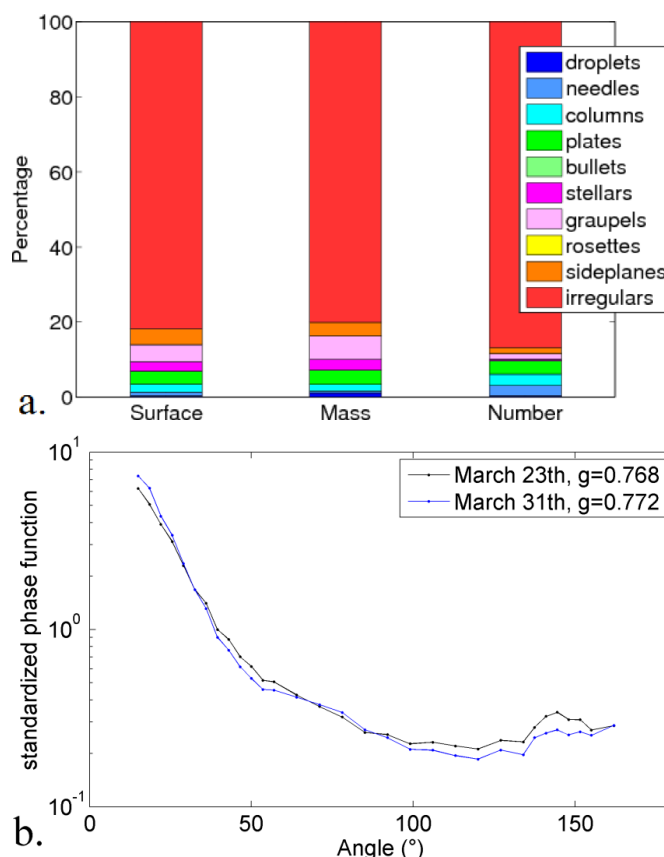 100
80
60
40
20
0
Percentage
Surface
Mass
Number
droplets
needles
columns
plates
bullets
stellars
graupels
rosettes
sideplanes
irregulars
a.
10^1
10^0
10^-1
standardized phase function
March 23th, g=0.768
March 31th, g=0.772
0
50
100
150
Angle (°)
b.